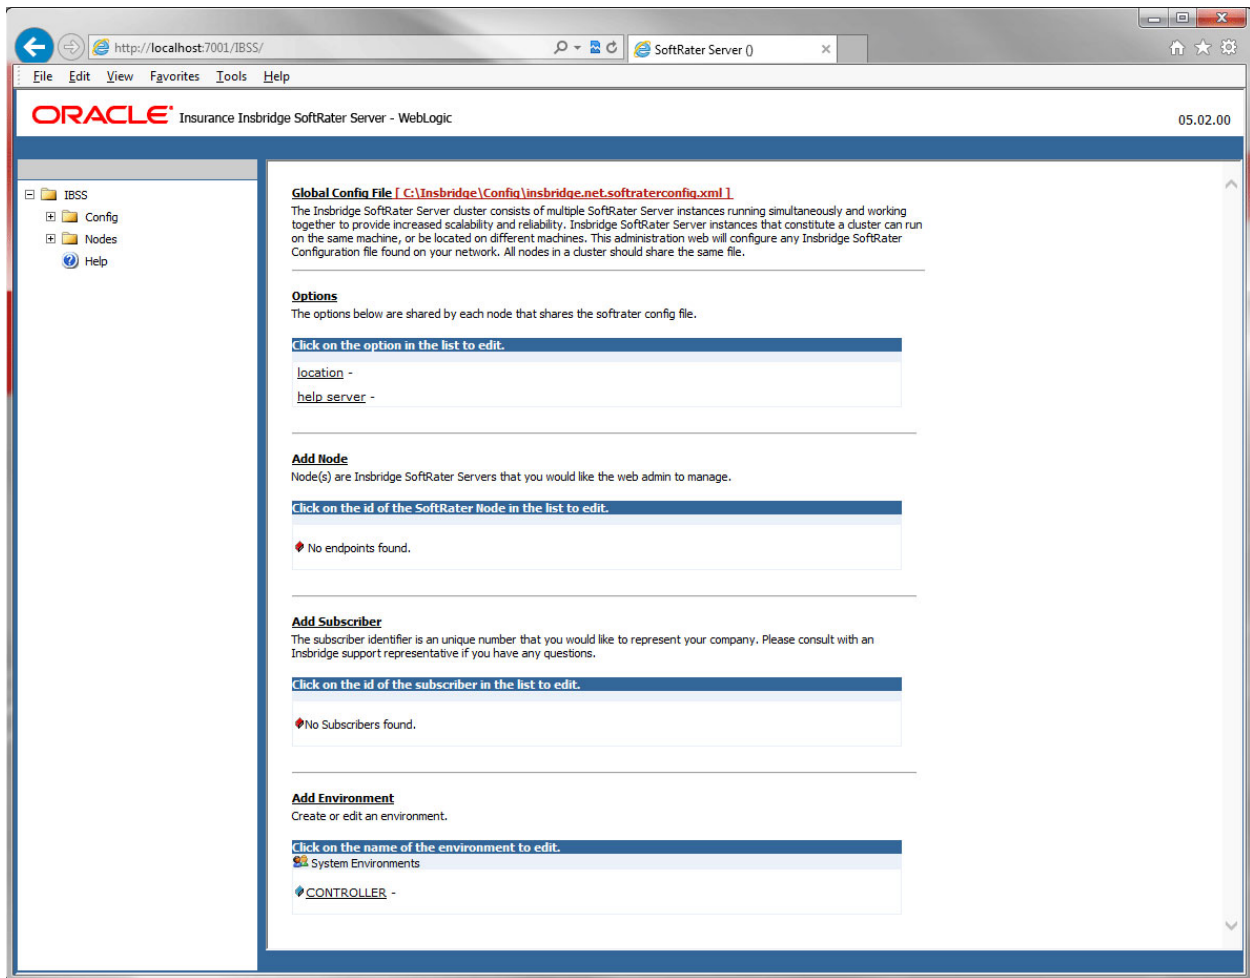 http://localhost:7001/IBSS/
SoftRater Server ()
File Edit View Favorites Tools Help
ORACLE Insurance Insbridge SoftRater Server - WebLogic
05.02.00
IBSS
Config
Nodes
Help
Global Config File [ C:\Insbridge\Config\insbridge.net.softraterconfig.xml ]
The Insbridge SoftRater Server cluster consists of multiple SoftRater Server instances running simultaneously and working
together to provide increased scalability and reliability. Insbridge SoftRater Server instances that constitute a cluster can run
on the same machine, or be located on different machines. This administration web will configure any Insbridge SoftRater
Configuration file found on your network. All nodes in a cluster should share the same file.
Options
The options below are shared by each node that shares the softrater config file.
Click on the option in the list to edit.
location -
help server -
Add Node
Node(s) are Insbridge SoftRater Servers that you would like the web admin to manage.
Click on the id of the SoftRater Node in the list to edit.
No endpoints found.
Add Subscriber
The subscriber identifier is an unique number that you would like to represent your company. Please consult with an
Insbridge support representative if you have any questions.
Click on the id of the subscriber in the list to edit.
No Subscribers found.
Add Environment
Create or edit an environment.
Click on the name of the environment to edit.
System Environments
CONTROLLER -